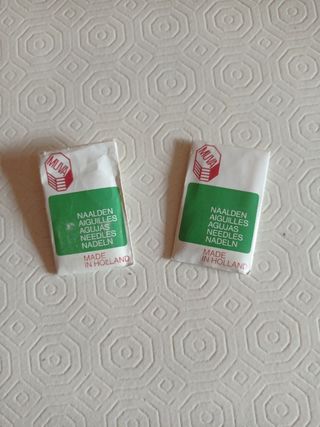 MUVA
NAALDEN
AIGUILLES
AGUJAS
NEEDLES
NADELN
MADE
IN HOLLAND
MUVA
NAALDEN
AIGUILLES
AGUJAS
NEEDLES
NADELN
MADE
IN HOLLAND